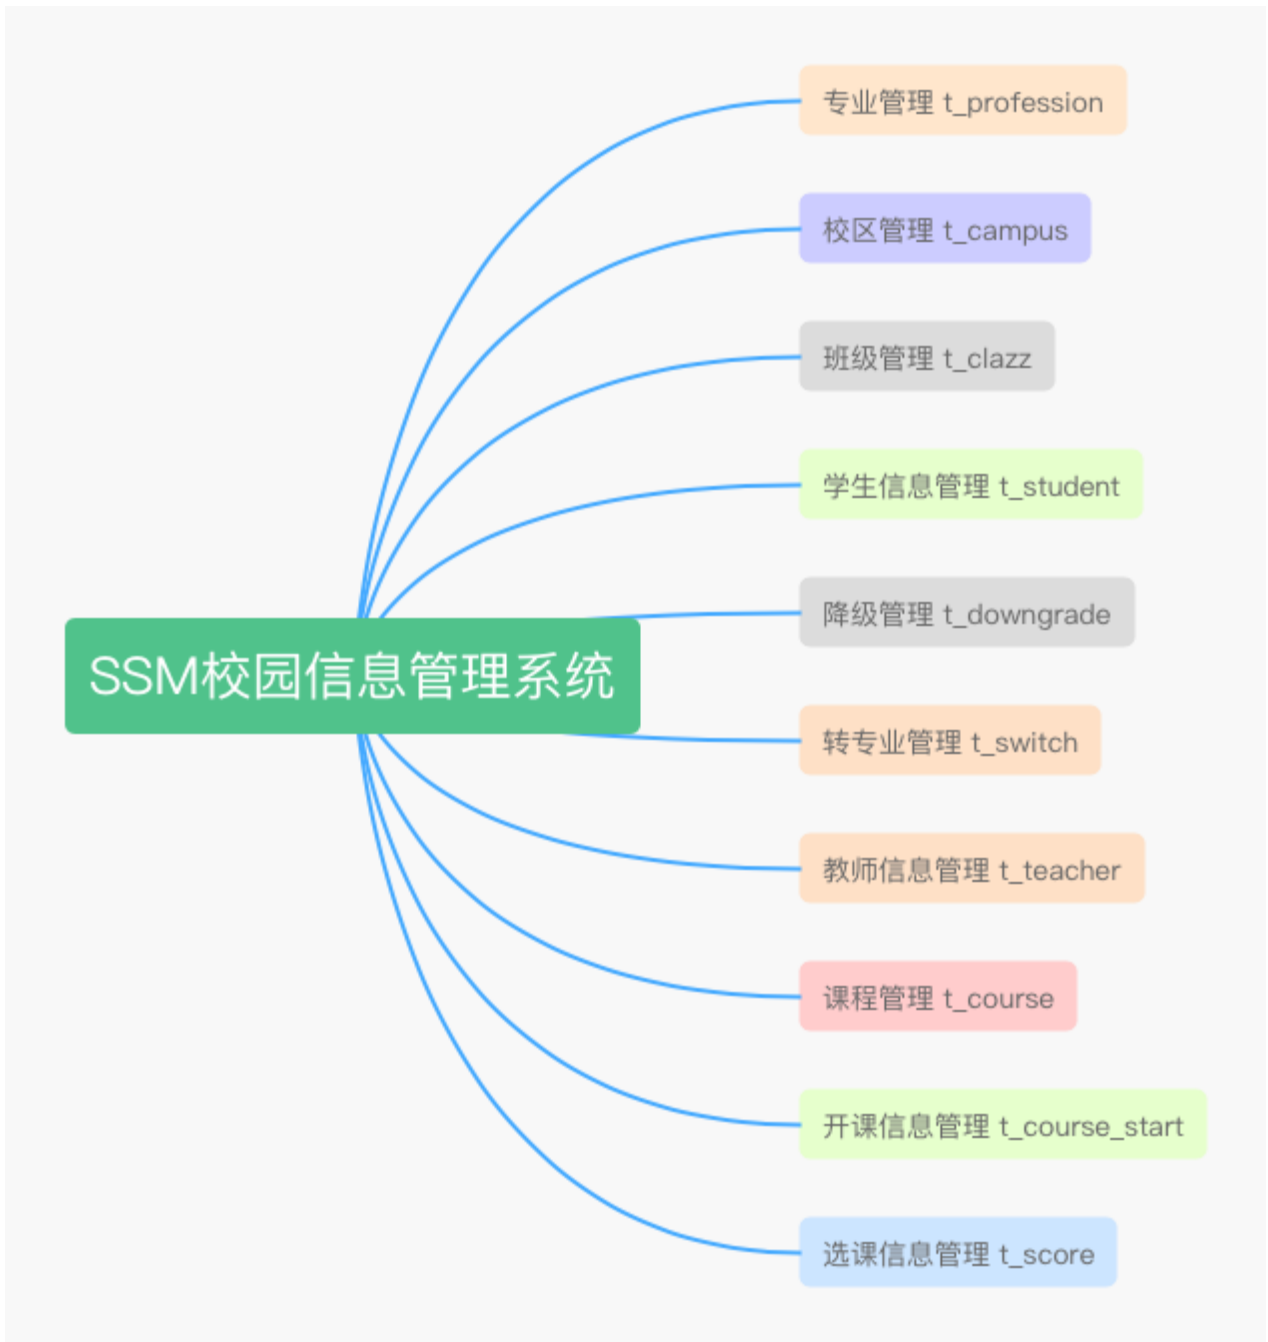 SSM校园信息管理系统
专业管理 t_profession
校区管理 t_campus
班级管理 t_clazz
学生信息管理 t_student
降级管理 t_downgrade
转专业管理 t_switch
教师信息管理 t_teacher
课程管理 t_course
开课信息管理 t_course_start
选课信息管理 t_score